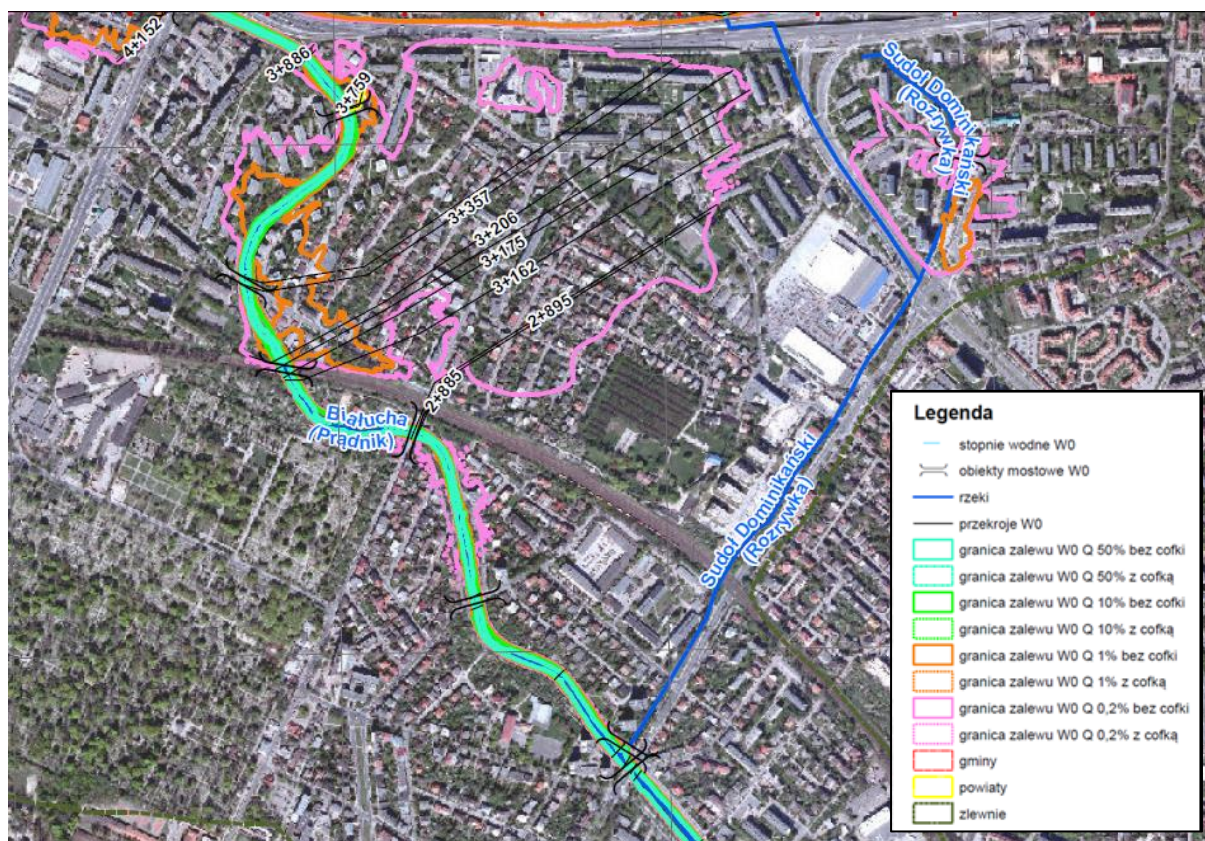 4+152
3+886
3+759
Sudoł Dominikański
(Rozrywka)
3+357
3+206
3+175
3+162
2+895
2+885
Białucha
(Prądnik)
Sudoł Dominikański
(Rozrywka)
Legenda
stopnie wodne W0
obiekty mostowe W0
rzeki
przekroje W0
granica zalewu W0 Q 50% bez cofki
granica zalewu W0 Q 50% z cofką
granica zalewu W0 Q 10% bez cofki
granica zalewu W0 Q 10% z cofką
granica zalewu W0 Q 1% bez cofki
granica zalewu W0 Q 1% z cofką
granica zalewu W0 Q 0,2% bez cofki
granica zalewu W0 Q 0,2% z cofką
gminy
powiaty
zlewnie